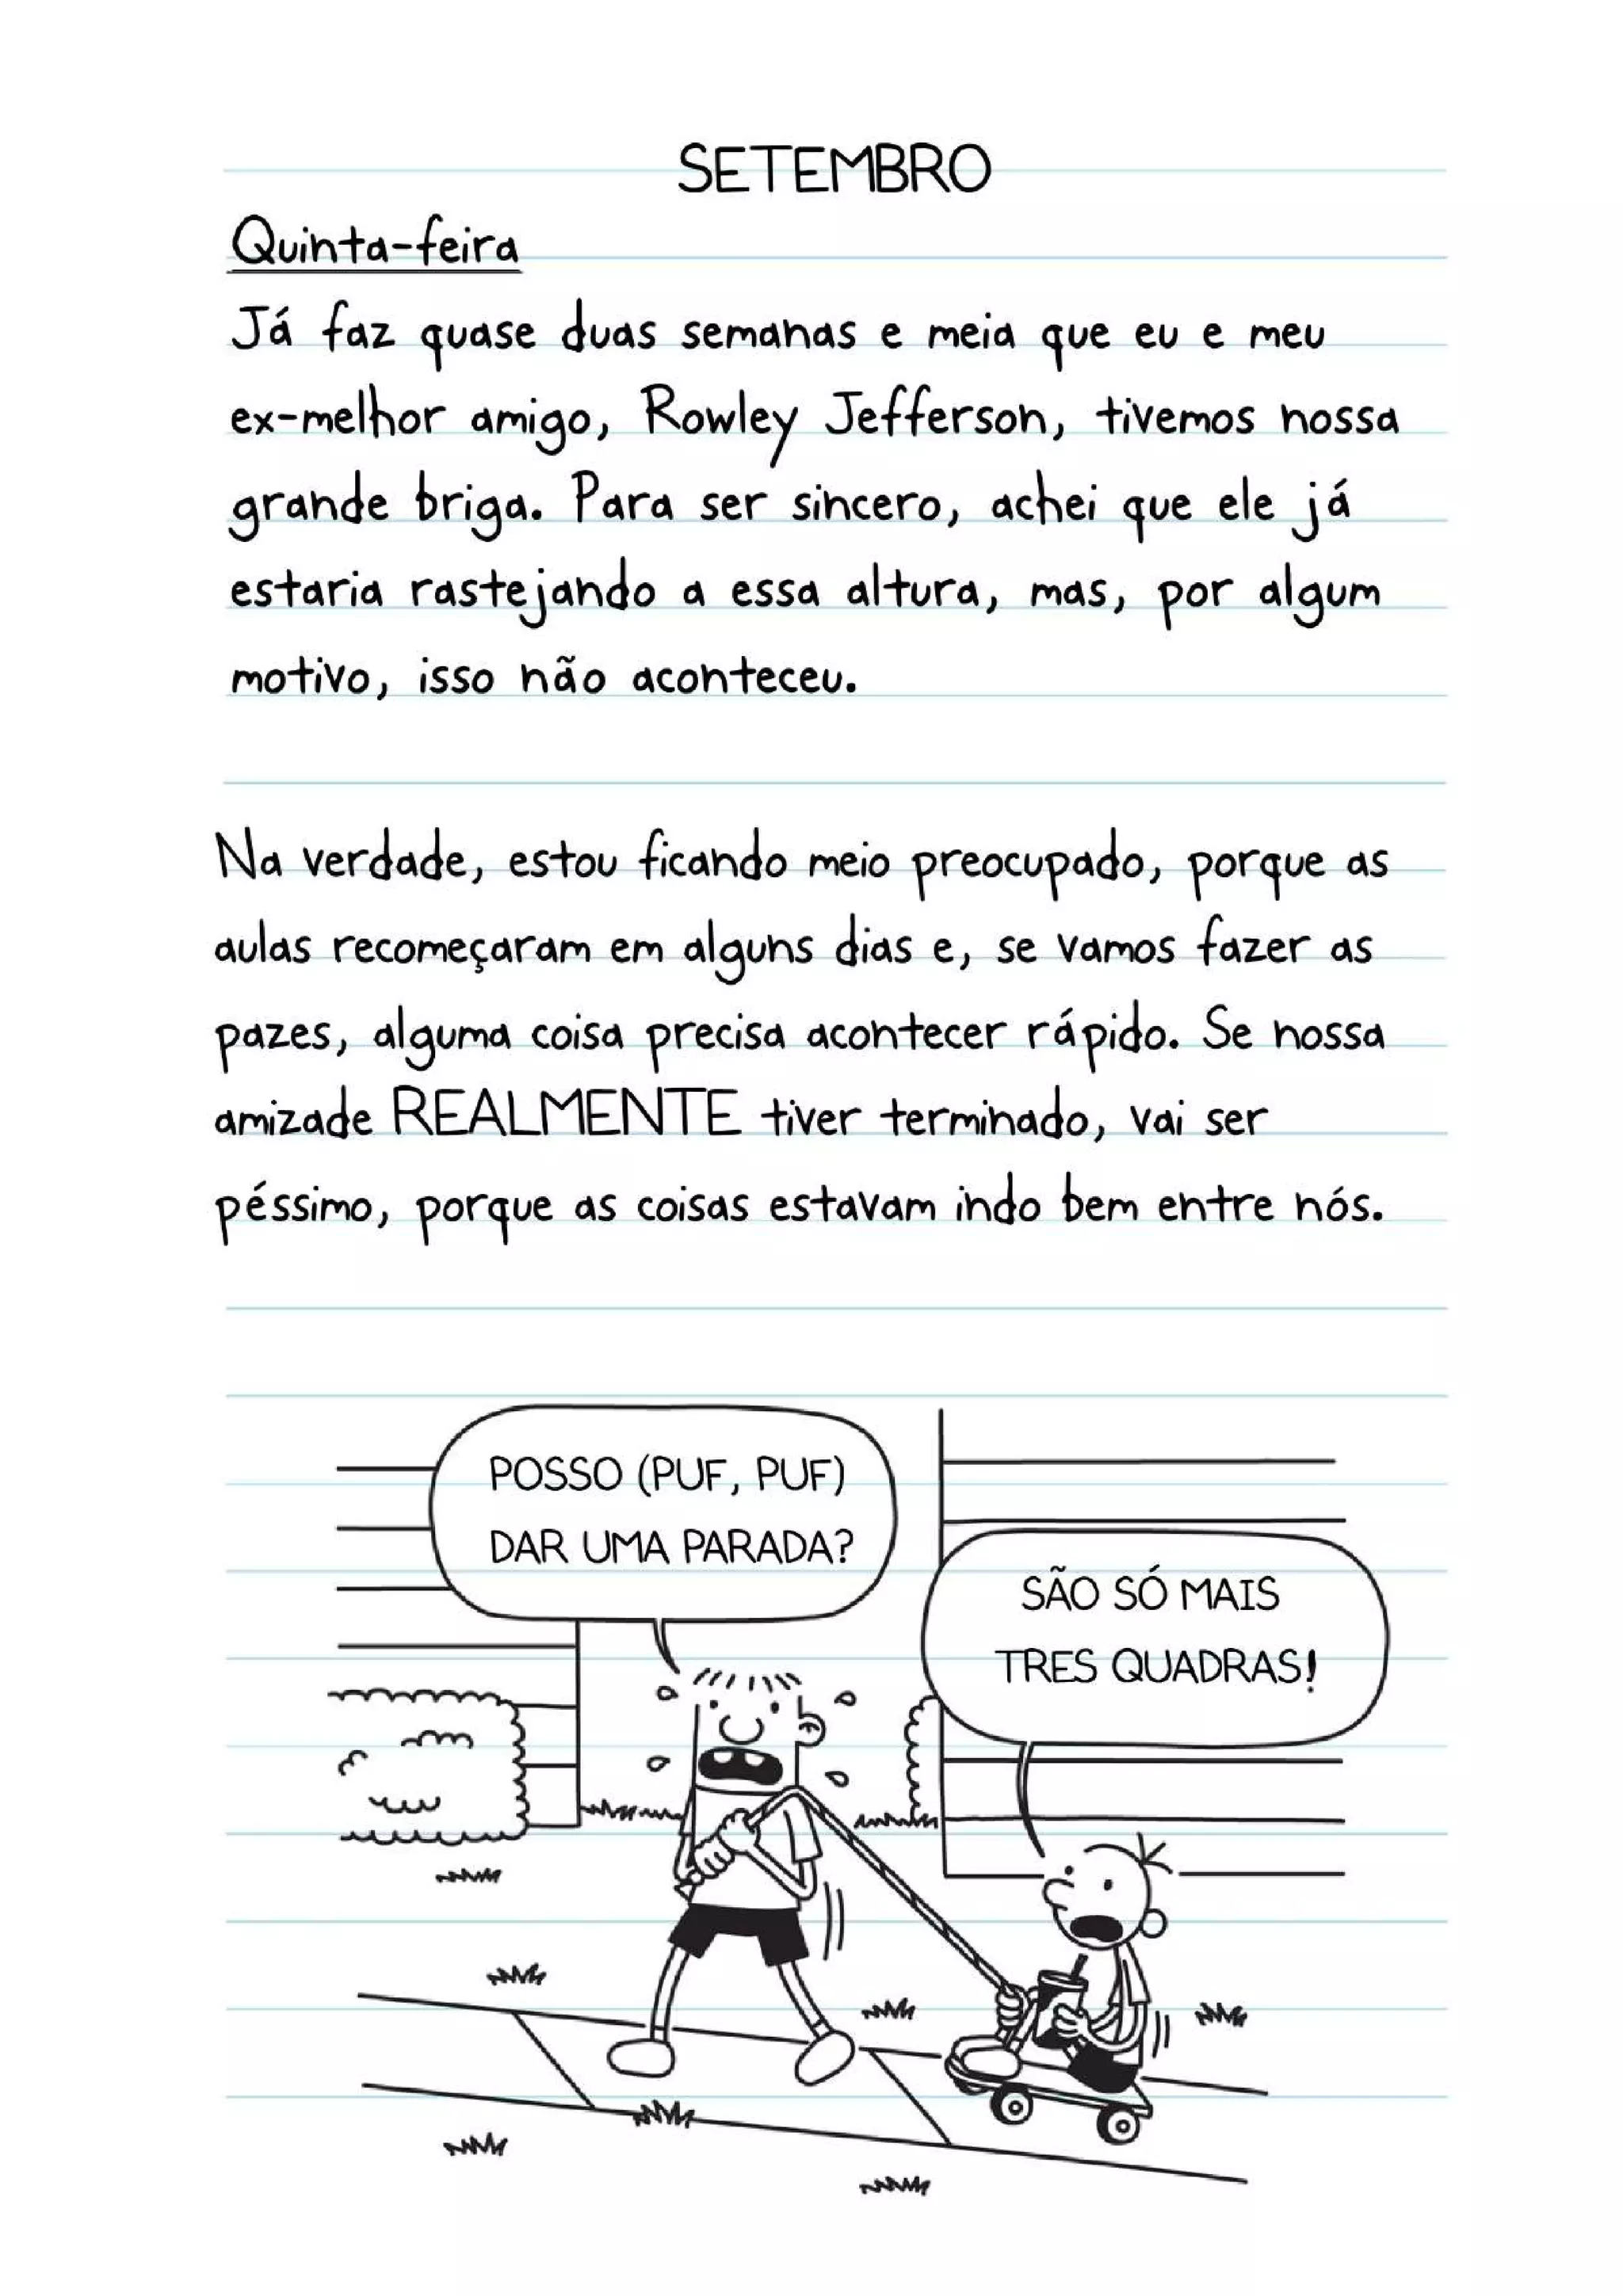 SETEMBRO
Quinta-feira
Já faz quase duas semanas e meia que eu e meu
ex-melhor amigo, Rowley Jefferson, tivemos nossa
grande briga. Para ser sincero, achei que ele já
estaria rastejando a essa altura, mas, por algum
motivo, isso não aconteceu.
Na verdade, estou ficando meio preocupado, porque as
aulas recomeçaram em alguns dias e, se vamos fazer as
pazes, alguma coisa precisa acontecer rápido. Se nossa
amizade REALMENTE tiver terminado, vai ser
péssimo, porque as coisas estavam indo bem entre nós.
POSSO (PUF, PUF)
DAR UMA PARADA?
SÃO SÓ MAIS
TRES QUADRAS!